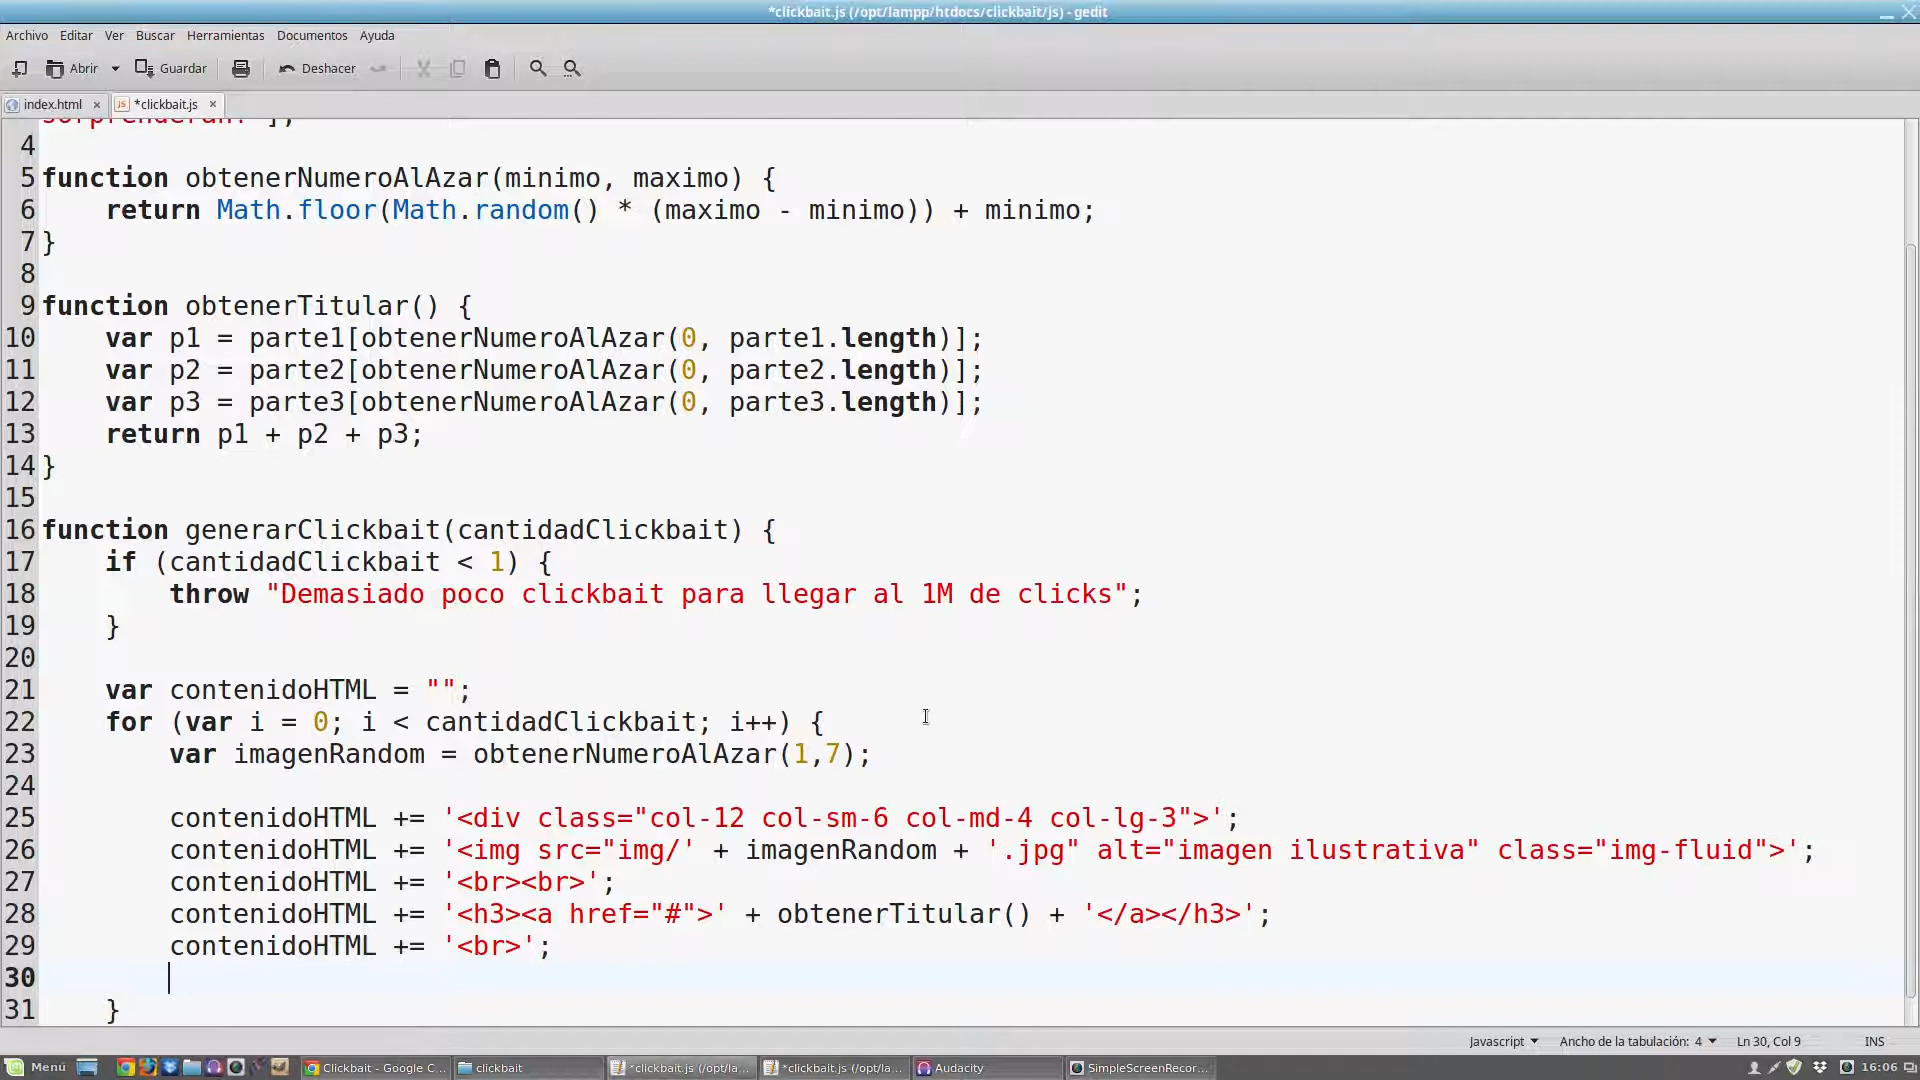 *clickbait.js (/opt/lampp/htdocs/clickbait/js) - gedit
Archivo Editar Ver Buscar Herramientas Documentos Ayuda
Abrir Guardar Deshacer
index.html × *clickbait.js ×
4
5 function obtenerNumeroAlAzar(minimo, maximo) {
6 return Math.floor(Math.random() * (maximo - minimo)) + minimo;
7 }
8
9 function obtenerTitular() {
10 var p1 = parte1[obtenerNumeroAlAzar(0, parte1.length)];
11 var p2 = parte2[obtenerNumeroAlAzar(0, parte2.length)];
12 var p3 = parte3[obtenerNumeroAlAzar(0, parte3.length)];
13 return p1 + p2 + p3;
14 }
15
16 function generarClickbait(cantidadClickbait) {
17 if (cantidadClickbait < 1) {
18 throw "Demasiado poco clickbait para llegar al 1M de clicks";
19 }
20
21 var contenidoHTML = "";
22 for (var i = 0; i < cantidadClickbait; i++) {
23 var imagenRandom = obtenerNumeroAlAzar(1,7);
24
25 contenidoHTML += '<div class="col-12 col-sm-6 col-md-4 col-lg-3">';
26 contenidoHTML += '<img src="img/' + imagenRandom + '.jpg" alt="imagen ilustrativa" class="img-fluid">';
27 contenidoHTML += '<br><br>';
28 contenidoHTML += '<h3><a href="#">' + obtenerTitular() + '</a></h3>';
29 contenidoHTML += '<br>';
30
31 }
Javascript Ancho de la tabulación: 4 Ln 30, Col 9 INS
Menú Clickbait - Google C... clickbait *clickbait.js (/opt/la... *clickbait.js (/opt/la... Audacity SimpleScreenRecor... 16:06